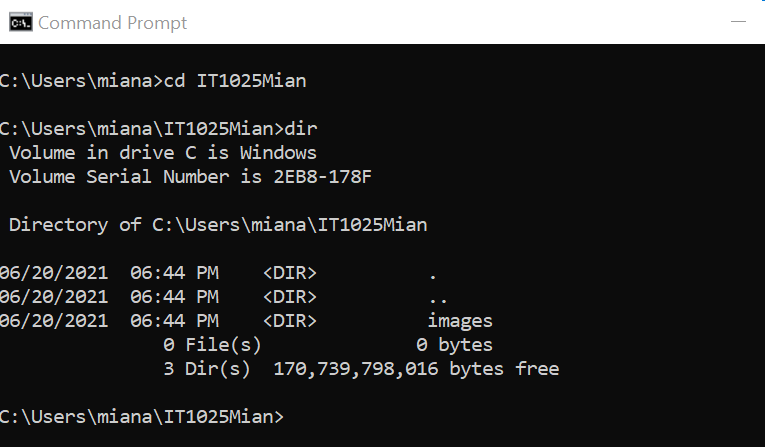 Command Prompt
C:\Users\miana>cd IT1025Mian
C:\Users\miana\IT1025Mian>dir
Volume in drive C is Windows
Volume Serial Number is 2EB8-178F
Directory of C:\Users\miana\IT1025Mian
06/20/2021  06:44 PM    <DIR>          .
06/20/2021  06:44 PM    <DIR>          ..
06/20/2021  06:44 PM    <DIR>          images
0 File(s)              0 bytes
3 Dir(s)  170,739,798,016 bytes free
C:\Users\miana\IT1025Mian>